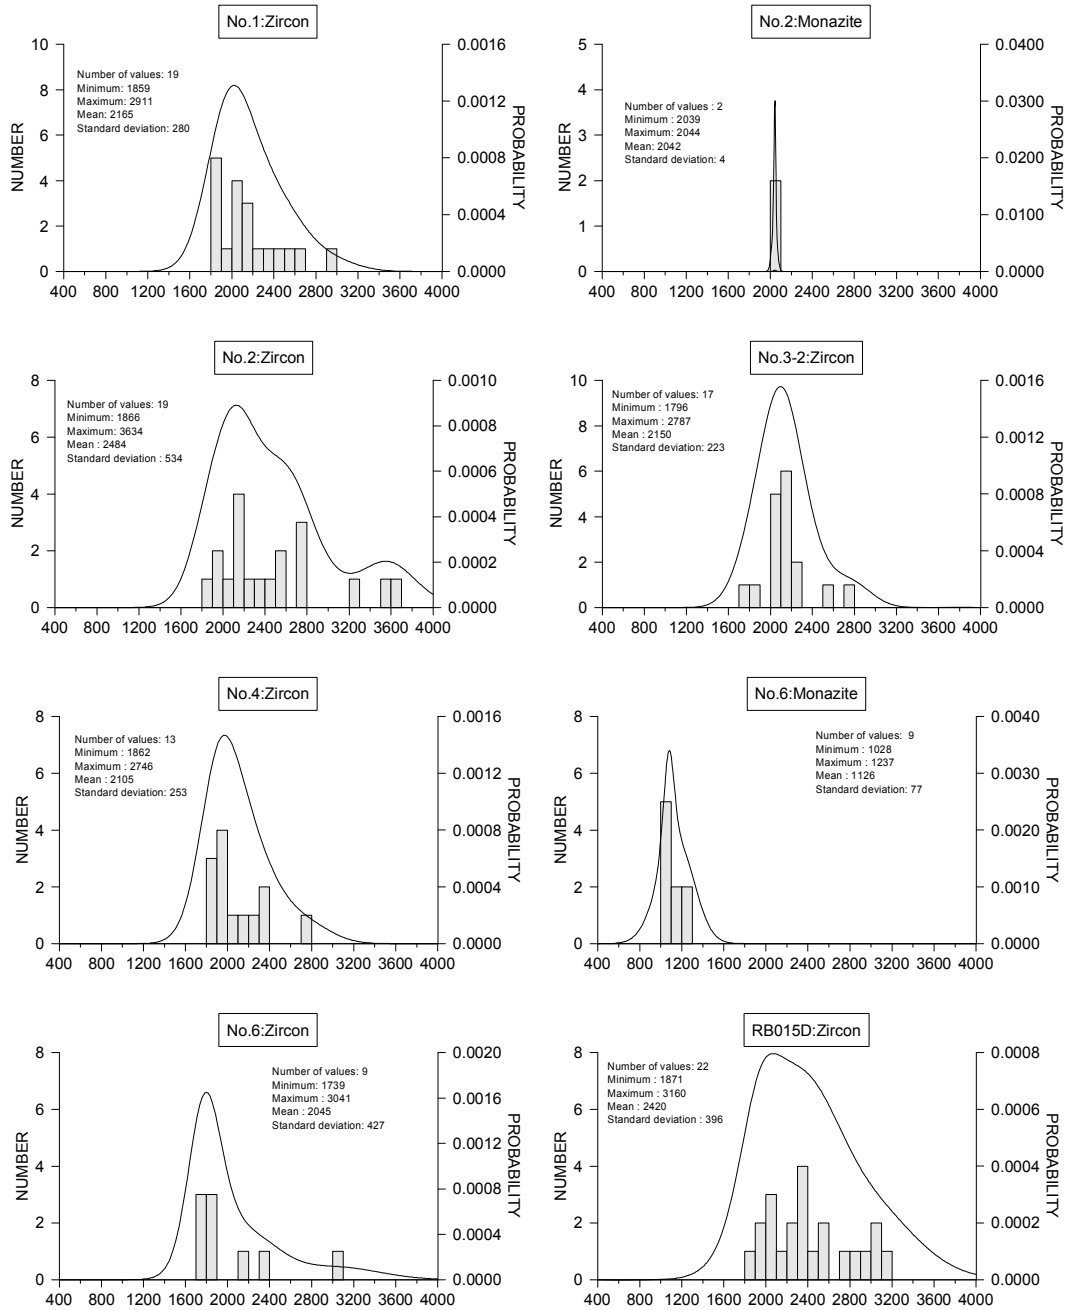 No.1:Zircon
Number of values: 19
Minimum: 1859
Maximum: 2911
Mean: 2165
Standard deviation: 280
NUMBER
10
8
6
4
2
0
PROBABILITY
0.0016
0.0012
0.0008
0.0004
0.0000
400 800 1200 1600 2000 2400 2800 3200 3600 4000
No.2:Monazite
Number of values : 2
Minimum : 2039
Maximum : 2044
Mean: 2042
Standard deviation: 4
NUMBER
5
4
3
2
1
0
PROBABILITY
0.0400
0.0300
0.0200
0.0100
0.0000
400 1200 2000 2800 3600
800 1600 2400 3200 4000
No.2:Zircon
Number of values: 19
Minimum: 1866
Maximum: 3634
Mean : 2484
Standard deviation : 534
NUMBER
8
6
4
2
0
PROBABILITY
0.0010
0.0008
0.0006
0.0004
0.0002
0.0000
400 800 1200 1600 2000 2400 2800 3200 3600 4000
No.3-2:Zircon
Number of values: 17
Minimum : 1796
Maximum : 2787
Mean : 2150
Standard deviation: 223
NUMBER
10
8
6
4
2
0
PROBABILITY
0.0016
0.0012
0.0008
0.0004
0.0000
400 800 1200 1600 2000 2400 2800 3200 3600 4000
No.4:Zircon
Number of values: 13
Minimum : 1862
Maximum : 2746
Mean : 2105
Standard deviation: 253
NUMBER
8
6
4
2
0
PROBABILITY
0.0016
0.0012
0.0008
0.0004
0.0000
400 800 1200 1600 2000 2400 2800 3200 3600 4000
No.6:Monazite
Number of values: 9
Minimum : 1028
Maximum : 1237
Mean : 1126
Standard deviation: 77
NUMBER
8
6
4
2
0
PROBABILITY
0.0040
0.0030
0.0020
0.0010
0.0000
400 800 1200 1600 2000 2400 2800 3200 3600 4000
No.6:Zircon
Number of values: 9
Minimum: 1739
Maximum : 3041
Mean : 2045
Standard deviation: 427
NUMBER
8
6
4
2
0
PROBABILITY
0.0020
0.0016
0.0012
0.0008
0.0004
0.0000
400 800 1200 1600 2000 2400 2800 3200 3600 4000
RB015D:Zircon
Number of values: 22
Minimum : 1871
Maximum : 3160
Mean : 2420
Standard deviation : 396
NUMBER
8
6
4
2
0
PROBABILITY
0.0008
0.0006
0.0004
0.0002
0.0000
400 800 1200 1600 2000 2400 2800 3200 3600 4000